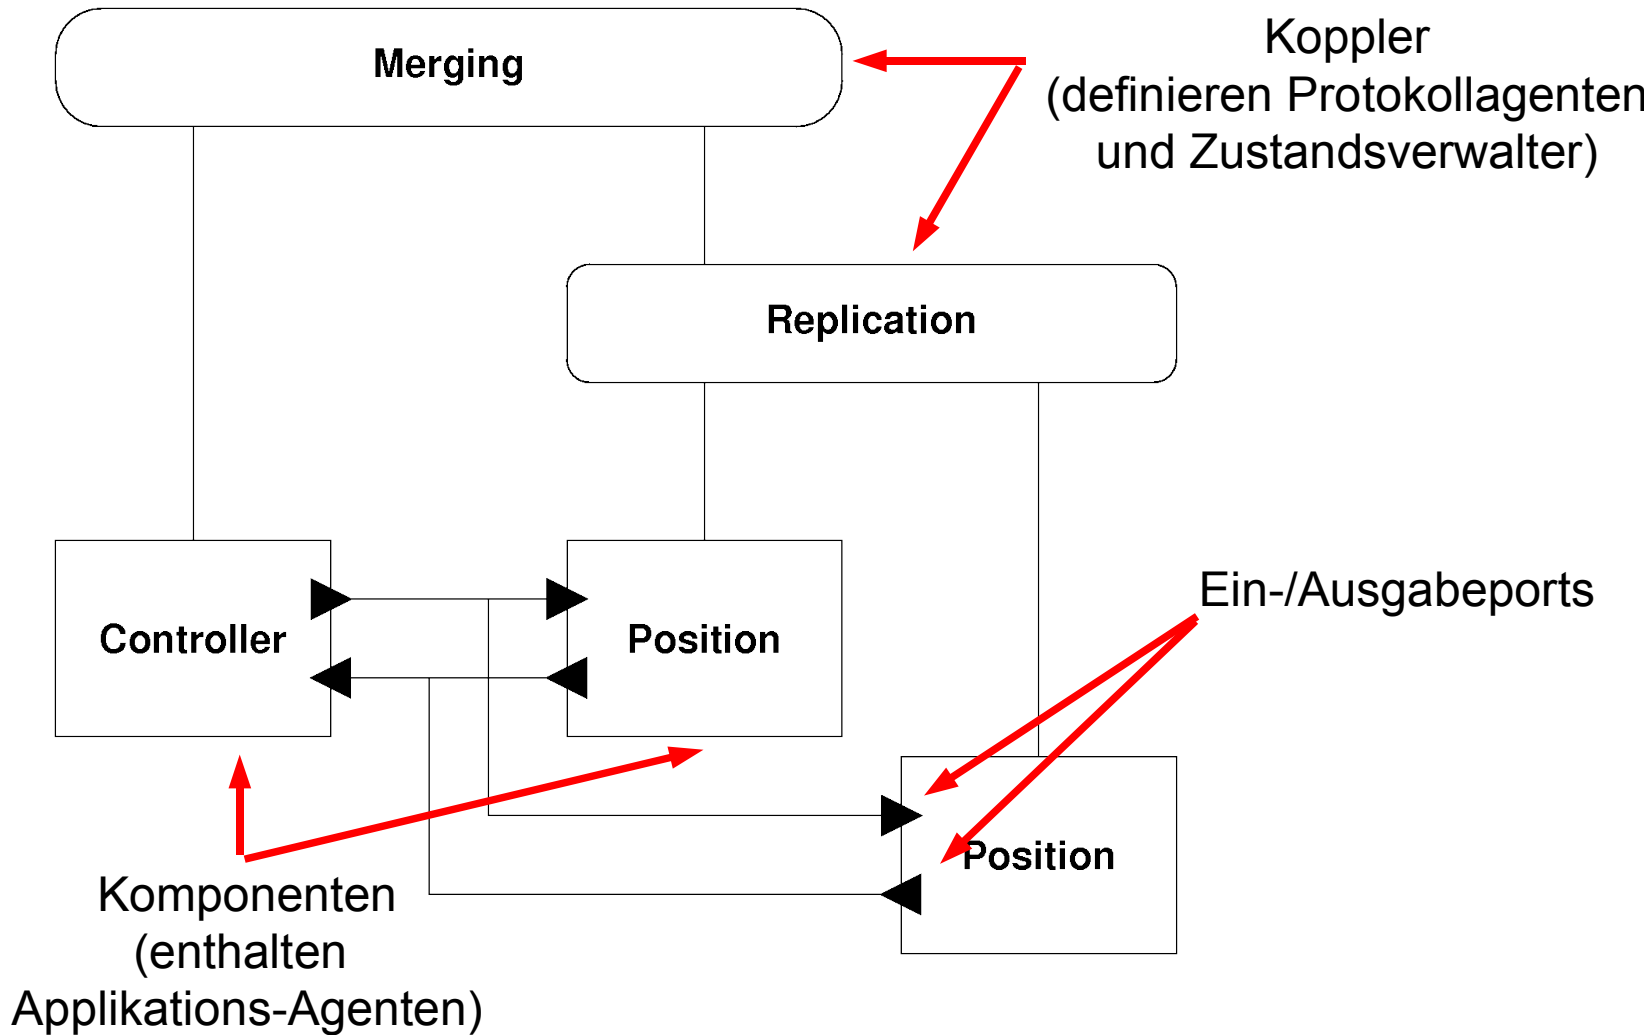 Merging
Koppler
(definieren Protokollagenten
und Zustandsverwalter)
Replication
Controller
Position
Ein-/Ausgabeports
Position
Komponenten
(enthalten
Applikations-Agenten)